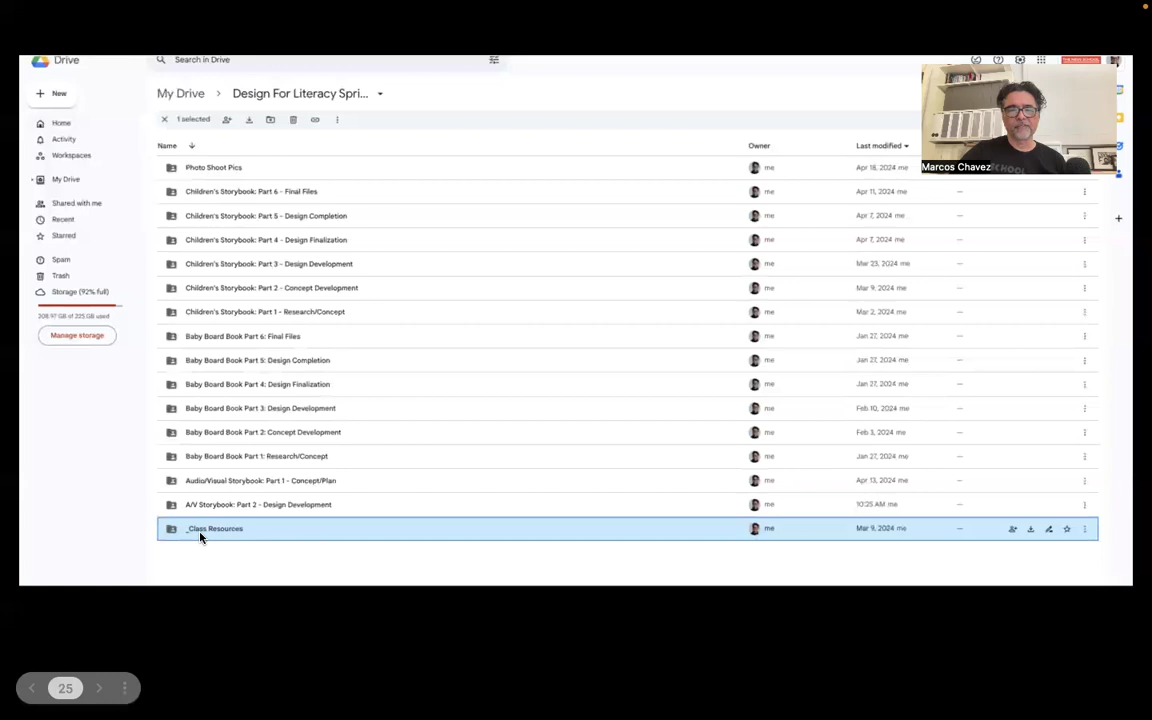 Drive
Search in Drive
New
My Drive > Design For Literacy Spri...
1 selected
Home
Activity
Workspaces
My Drive
Shared with me
Recent
Starred
Spam
Trash
Storage (92% full)
208.97 GB of 225 GB used
Manage storage
Name Owner Last modified
Photo Shoot Pics me Apr 18, 2024 me
Children's Storybook: Part 6 - Final Files me Apr 11, 2024 me —
Children's Storybook: Part 5 - Design Completion me Apr 7, 2024 me —
Children's Storybook: Part 4 - Design Finalization me Apr 7, 2024 me —
Children's Storybook: Part 3 - Design Development me Mar 23, 2024 me —
Children's Storybook: Part 2 - Concept Development me Mar 9, 2024 me —
Children's Storybook: Part 1 - Research/Concept me Mar 2, 2024 me —
Baby Board Book Part 6: Final Files me Jan 27, 2024 me —
Baby Board Book Part 5: Design Completion me Jan 27, 2024 me —
Baby Board Book Part 4: Design Finalization me Jan 27, 2024 me —
Baby Board Book Part 3: Design Development me Feb 10, 2024 me —
Baby Board Book Part 2: Concept Development me Feb 3, 2024 me —
Baby Board Book Part 1: Research/Concept me Jan 27, 2024 me —
Audio/Visual Storybook: Part 1 - Concept/Plan me Apr 13, 2024 me —
A/V Storybook: Part 2 - Design Development me 10:25 AM me —
_Class Resources me Mar 9, 2024 me —
Marcos Chavez
25